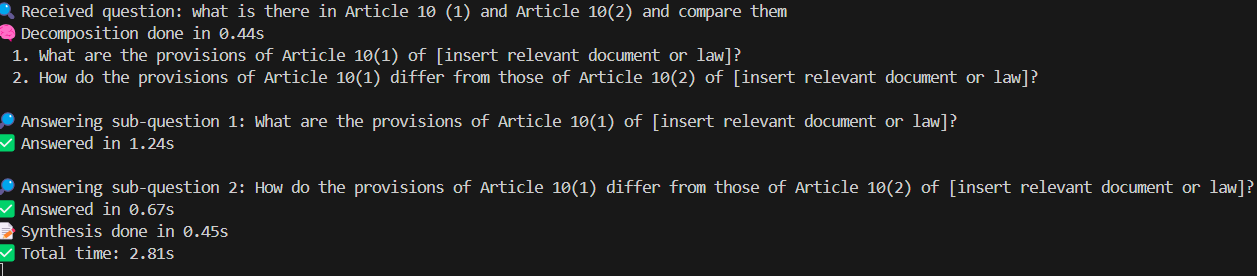 🔍 Received question: what is there in Article 10 (1) and Article 10(2) and compare them
🧠 Decomposition done in 0.44s
1. What are the provisions of Article 10(1) of [insert relevant document or law]?
2. How do the provisions of Article 10(1) differ from those of Article 10(2) of [insert relevant document or law]?
🔎 Answering sub-question 1: What are the provisions of Article 10(1) of [insert relevant document or law]?
✅ Answered in 1.24s
🔎 Answering sub-question 2: How do the provisions of Article 10(1) differ from those of Article 10(2) of [insert relevant document or law]?
✅ Answered in 0.67s
📝 Synthesis done in 0.45s
✅ Total time: 2.81s